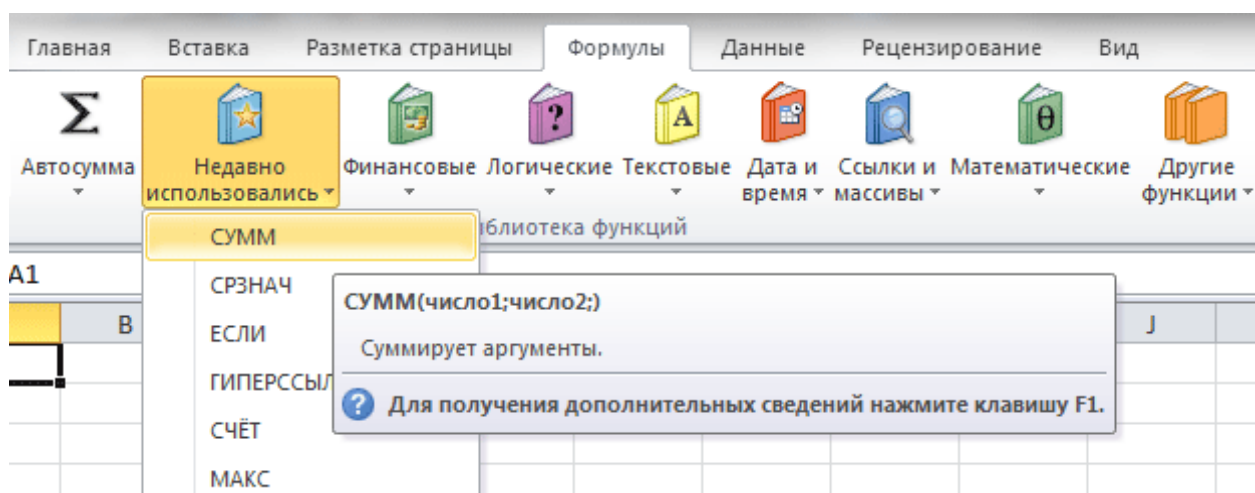 Главная Вставка Разметка страницы Формулы Данные Рецензирование Вид
Σ ? A θ
Автосумма Недавно использовались Финансовые Логические Текстовые Дата и время Ссылки и массивы Математические Другие функции
блиотека функций
СУММ
A1
СРЗНАЧ
СУММ(число1;число2;)
B J
ЕСЛИ
Суммирует аргументы.
ГИПЕРССЫЛ
? Для получения дополнительных сведений нажмите клавишу F1.
СЧЁТ
МАКС